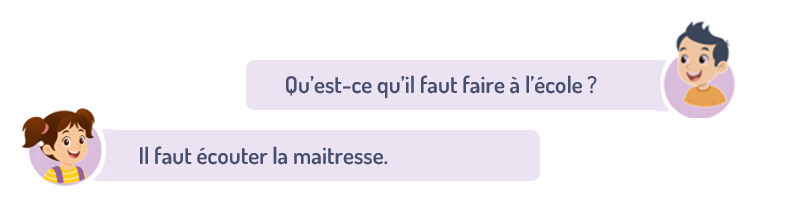 Qu'est-ce qu'il faut faire à l'école ?
Il faut écouter la maitresse.